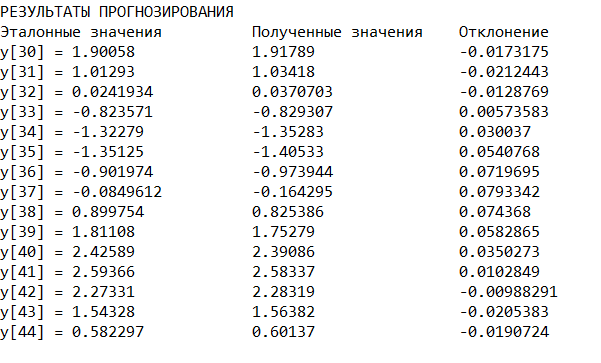 РЕЗУЛЬТАТЫ ПРОГНОЗИРОВАНИЯ
Эталонные значения Полученные значения Отклонение
y[30] = 1.90058 1.91789 -0.0173175
y[31] = 1.01293 1.03418 -0.0212443
y[32] = 0.0241934 0.0370703 -0.0128769
y[33] = -0.823571 -0.829307 0.00573583
y[34] = -1.32279 -1.35283 0.030037
y[35] = -1.35125 -1.40533 0.0540768
y[36] = -0.901974 -0.973944 0.0719695
y[37] = -0.0849612 -0.164295 0.0793342
y[38] = 0.899754 0.825386 0.074368
y[39] = 1.81108 1.75279 0.0582865
y[40] = 2.42589 2.39086 0.0350273
y[41] = 2.59366 2.58337 0.0102849
y[42] = 2.27331 2.28319 -0.00988291
y[43] = 1.54328 1.56382 -0.0205383
y[44] = 0.582297 0.60137 -0.0190724